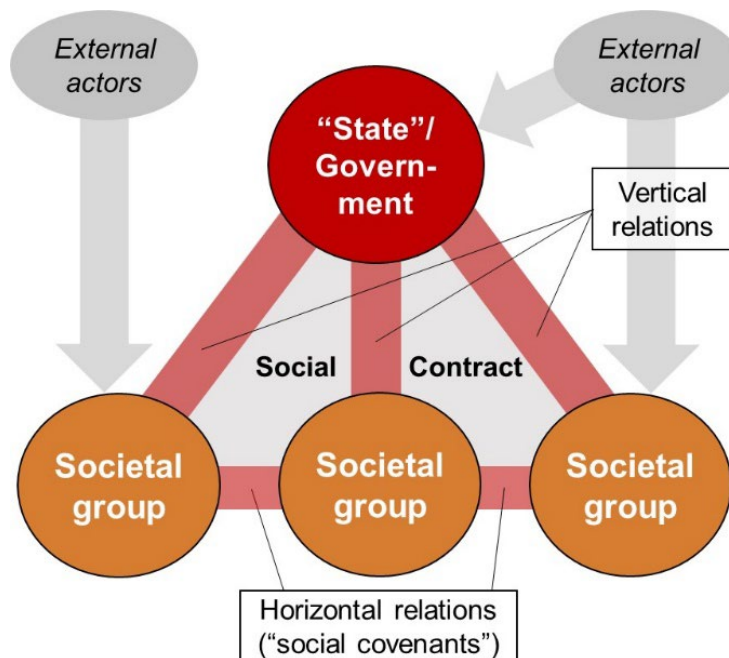 External
actors
External
actors
“State”/
Govern-
ment
Vertical
relations
Social Contract
Societal
group
Societal
group
Societal
group
Horizontal relations
(“social covenants”)